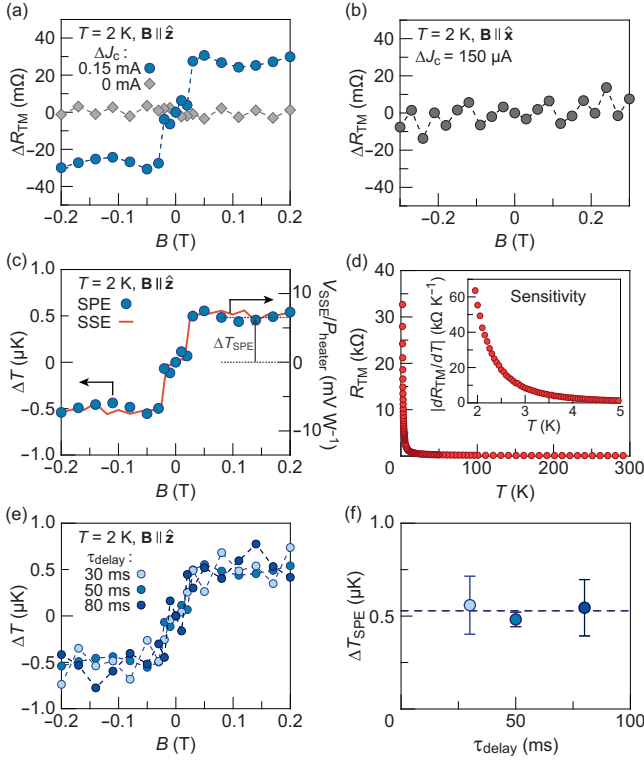 (a)
T = 2 K, B || ẑ
ΔJc :
0.15 mA
0 mA
ΔRTM (mΩ)
40
20
0
−20
−40
−0.2 −0.1 0 0.1 0.2
B (T)
(b)
T = 2 K, B || x̂
ΔJc = 150 µA
ΔRTM (mΩ)
40
20
0
−20
−40
−0.2 0 0.2
B (T)
(c)
T = 2 K, B || ẑ
SPE
SSE
ΔTSPE
ΔT (µK)
1.0
0.5
0
−0.5
−1.0
10
0
−10
VSSE/Pheater (mV W-1)
−0.2 −0.1 0 0.1 0.2
B (T)
(d)
RTM (kΩ)
40
30
20
10
0
0 100 200 300
T (K)
Sensitivity
|dRTM/dT| (kΩ K-1)
60
40
20
0
2 3 4 5
T (K)
(e)
T = 2 K, B || ẑ
τdelay :
30 ms
50 ms
80 ms
ΔT (µK)
1.0
0.5
0
−0.5
−1.0
−0.2 −0.1 0 0.1 0.2
B (T)
(f)
ΔTSPE (µK)
1.0
0.5
0
0 50 100
τdelay (ms)